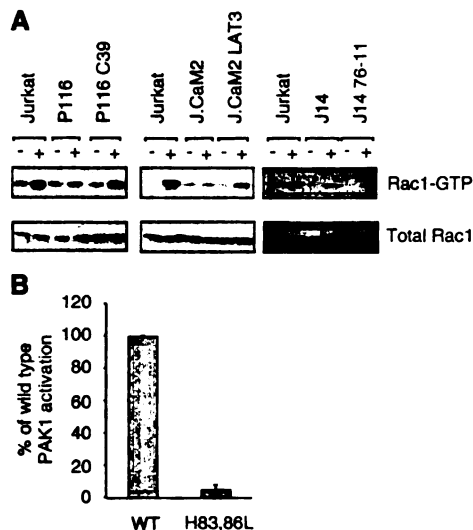 A
Jurkat P116 P116 C39 Jurkat J.CaM2 J.CaM2 LAT3 Jurkat J14 J14 76-11
- + - + - + - + - + - + - + - + - +
Rac1-GTP
Total Rac1
B
% of wild type
PAK1 activation
120
100
80
60
40
20
0
WT H83,86L